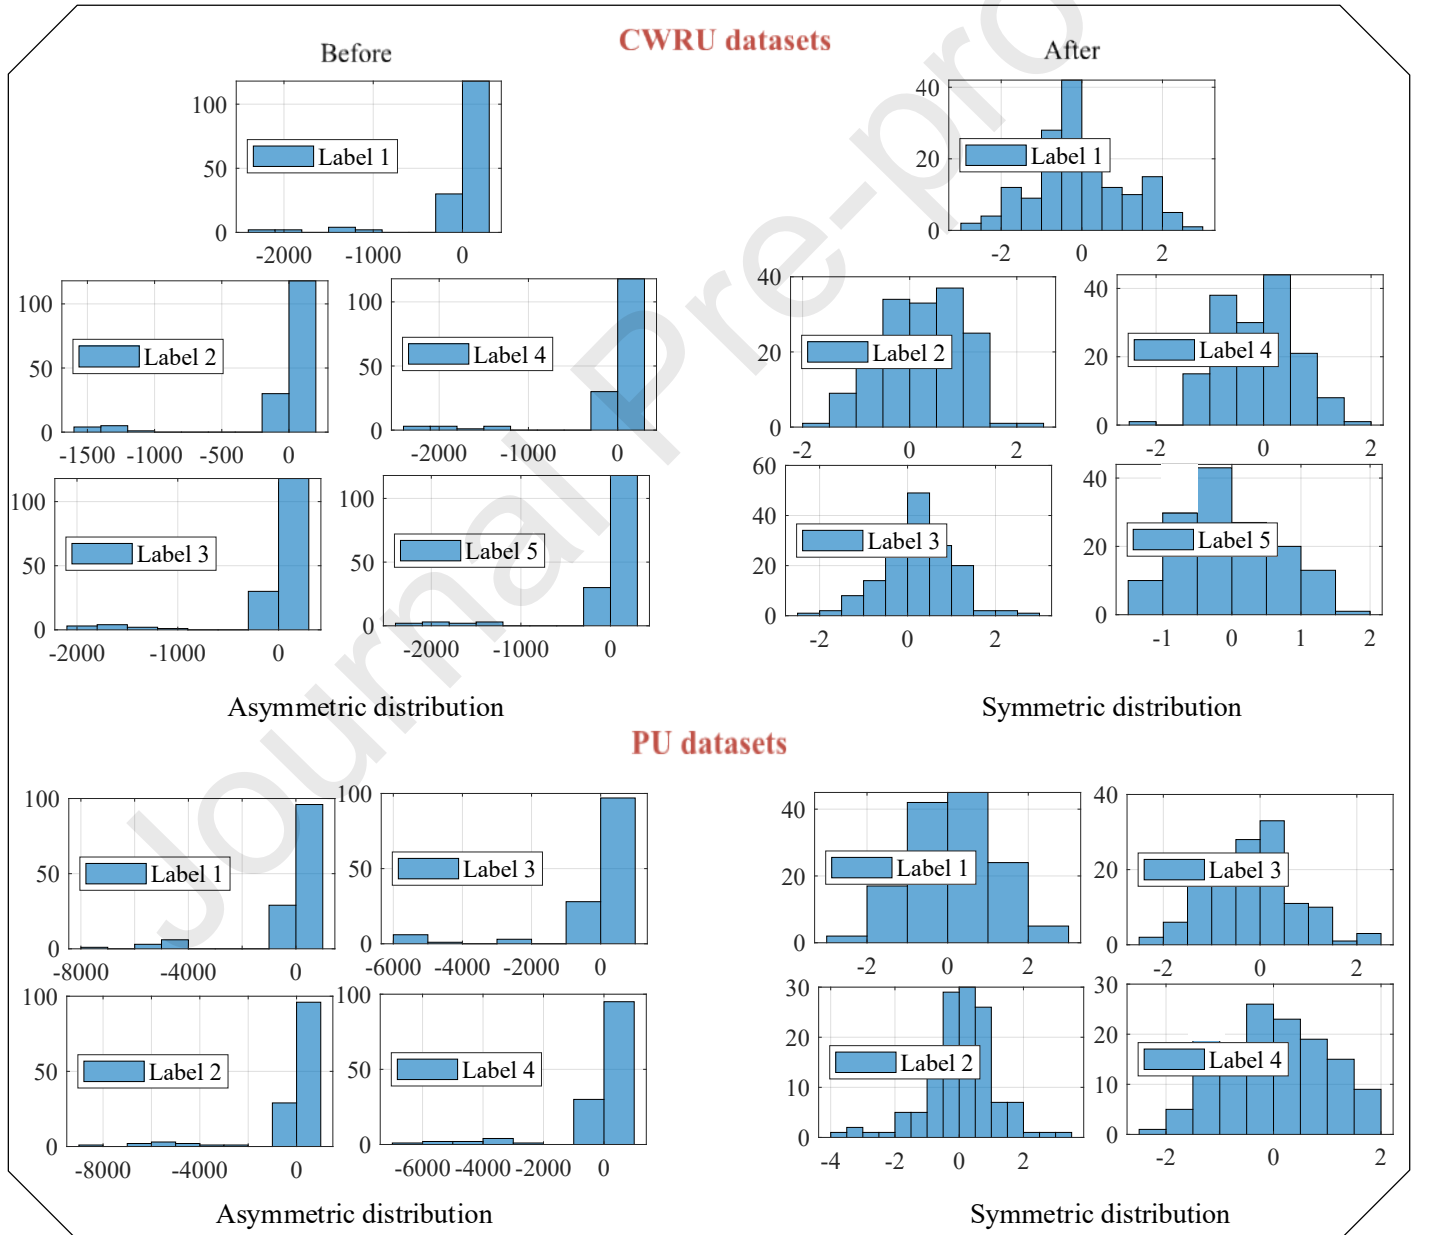 CWRU datasets
Before
After
100
50
0
Label 1
-2000 -1000 0
40
20
0
Label 1
-2 0 2
100
50
0
Label 2
-1500 -1000 -500 0
100
50
0
Label 4
-2000 -1000 0
40
20
0
Label 2
-2 0 2
40
20
0
Label 4
-2 0 2
100
50
0
Label 3
-2000 -1000 0
100
50
0
Label 5
-2000 -1000 0
60
40
20
0
Label 3
-2 0 2
40
20
0
Label 5
-1 0 1 2
Asymmetric distribution
Symmetric distribution
PU datasets
100
50
0
Label 1
-8000 -4000 0
100
50
0
Label 3
-6000 -4000 -2000 0
40
20
0
Label 1
-2 0 2
40
20
0
Label 3
-2 0 2
100
50
0
Label 2
-8000 -4000 0
100
50
0
Label 4
-6000 -4000 -2000 0
30
20
10
0
Label 2
-4 -2 0 2
30
20
10
0
Label 4
-2 0 2
Asymmetric distribution
Symmetric distribution
Journal Pre-pro